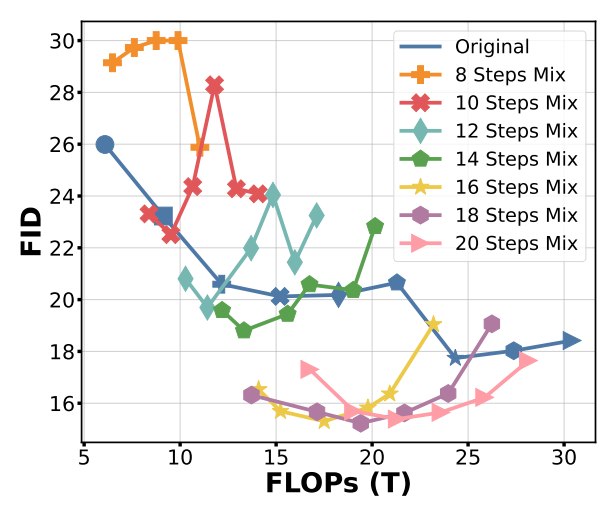 30
28
26
24
22
20
18
16
FID
5
10
15
20
25
30
FLOPs (T)
Original
8 Steps Mix
10 Steps Mix
12 Steps Mix
14 Steps Mix
16 Steps Mix
18 Steps Mix
20 Steps Mix